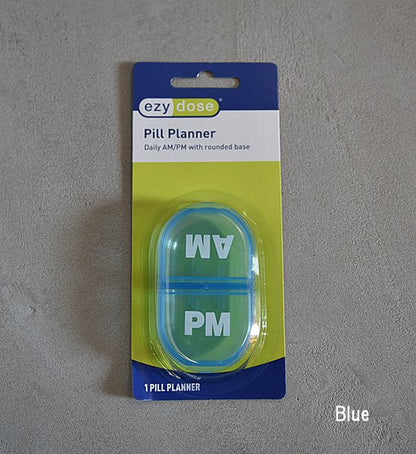 ezy dose®
Pill Planner
Daily AM/PM with rounded base
AM
PM
1 PILL PLANNER
Blue